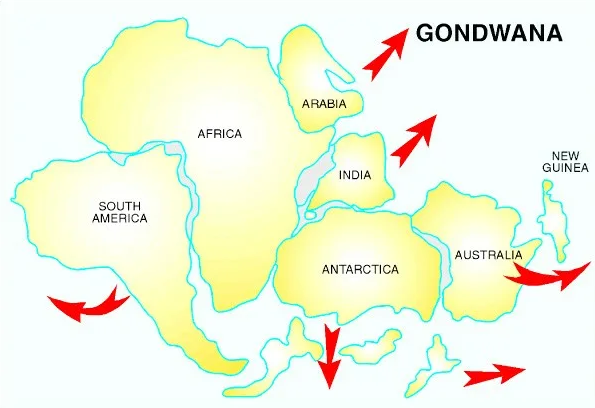 GONDWANA
ARABIA
AFRICA
NEW
GUINEA
INDIA
SOUTH
AMERICA
AUSTRALIA
ANTARCTICA